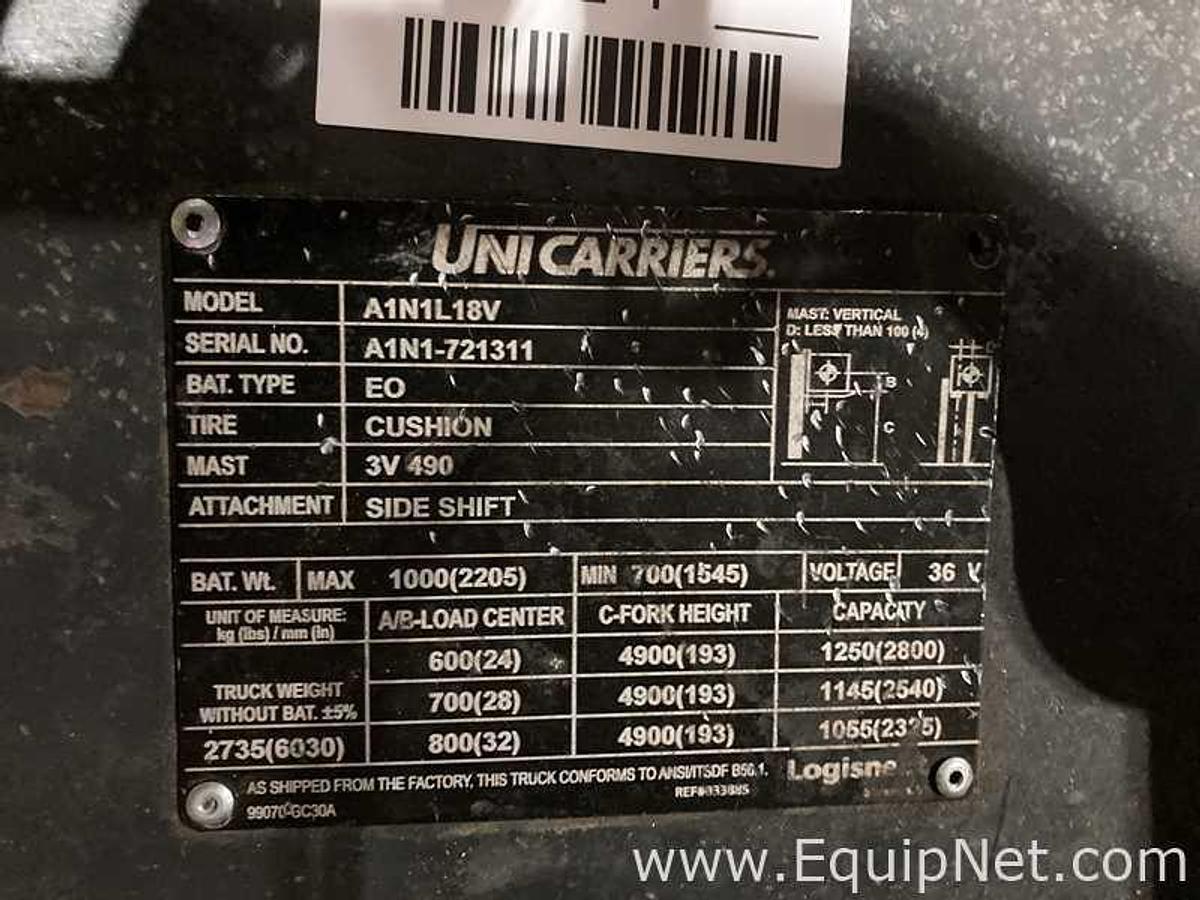 UNICARRIERS
MODEL A1N1L18V
SERIAL NO. A1N1-721311
BAT. TYPE EO
TIRE CUSHION
MAST 3V 490
ATTACHMENT SIDE SHIFT
MAST: VERTICAL
D: LESS THAN 100 (4)
B
C
BAT. Wt. MAX 1000(2205) MIN 700(1545) VOLTAGE 36 V
UNIT OF MEASURE:
kg (lbs) / mm (in)
A/B-LOAD CENTER C-FORK HEIGHT CAPACITY
600(24) 4900(193) 1250(2800)
TRUCK WEIGHT
WITHOUT BAT. ±5%
700(28) 4900(193) 1145(2540)
2735(6030) 800(32) 4900(193)
AS SHIPPED FROM THE FACTORY, THIS TRUCK CONFORMS TO ANSI/ITSDF B56.1.
99070-GC30A
www.EquipNet.com